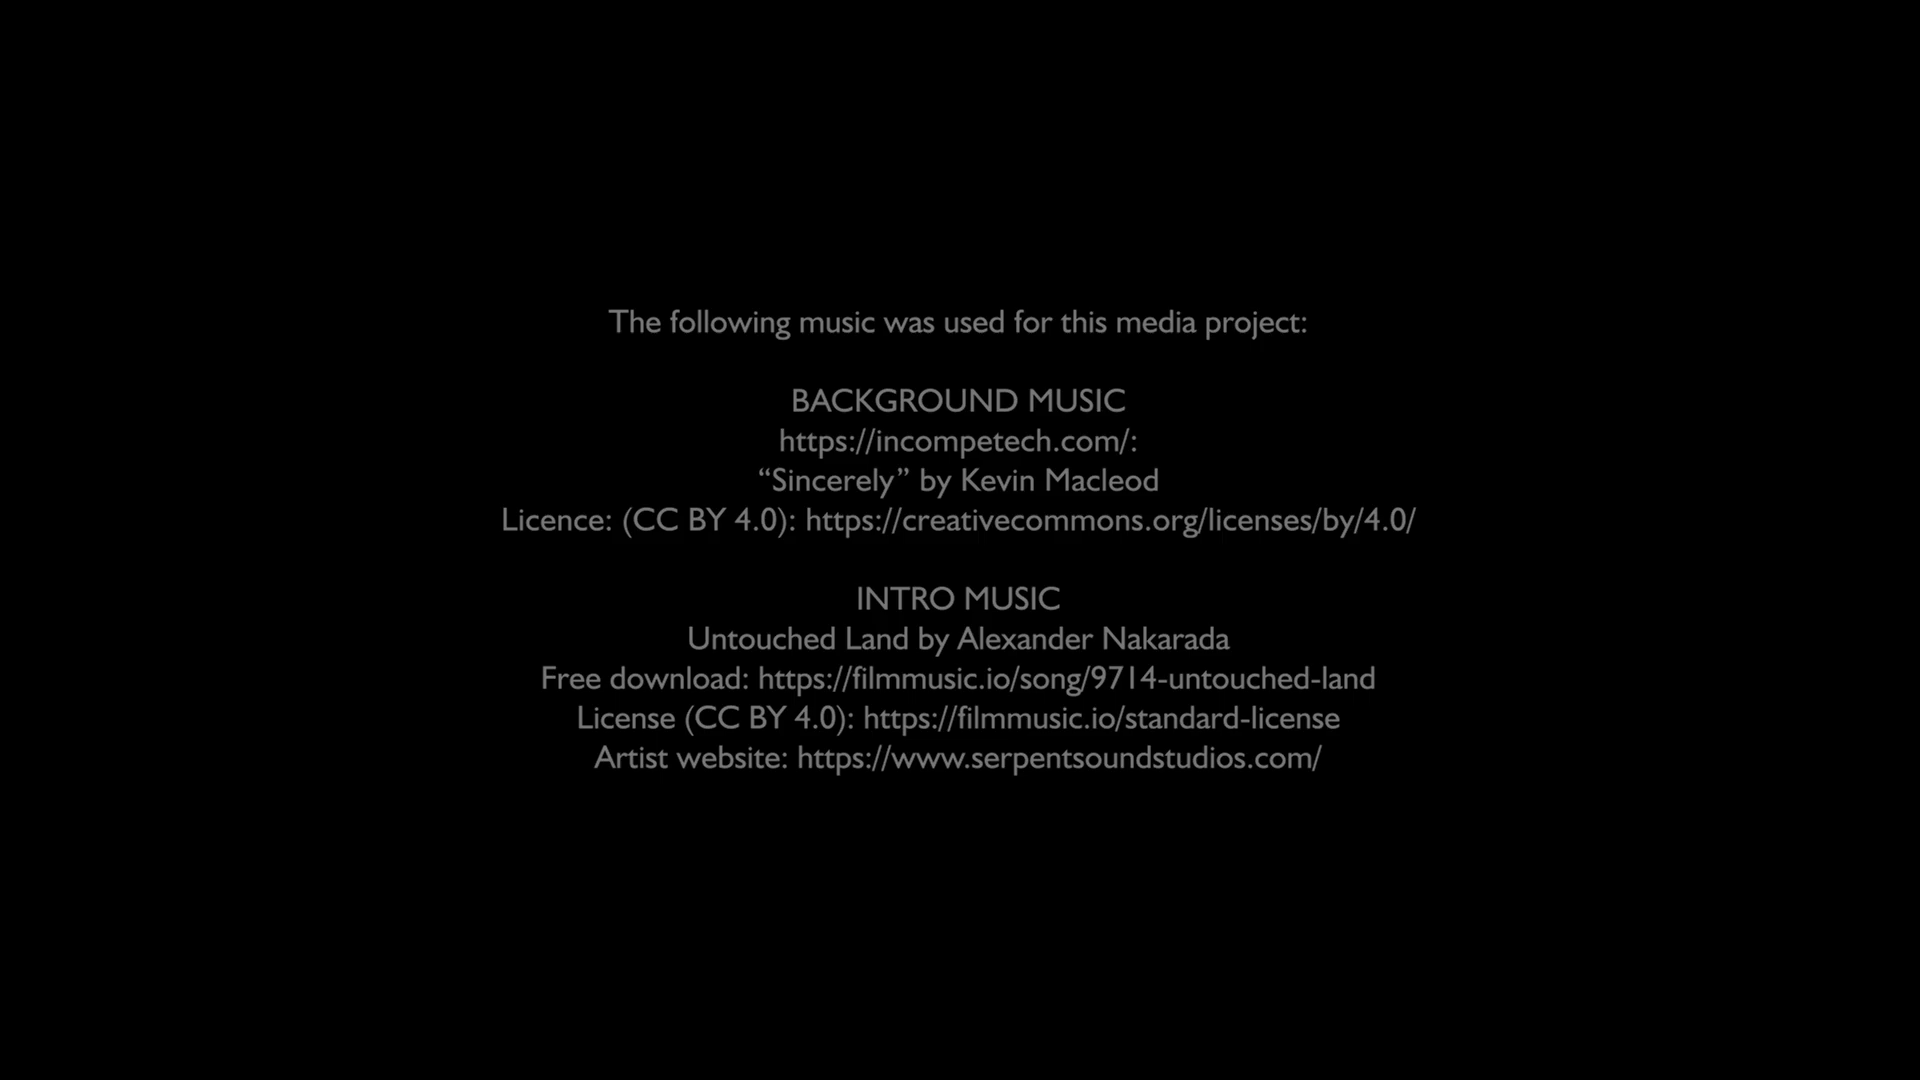 The following music was used for this media project:
BACKGROUND MUSIC
https://incompetech.com/:
“Sincerely” by Kevin Macleod
Licence: (CC BY 4.0): https://creativecommons.org/licenses/by/4.0/
INTRO MUSIC
Untouched Land by Alexander Nakarada
Free download: https://filmmusic.io/song/9714-untouched-land
License (CC BY 4.0): https://filmmusic.io/standard-license
Artist website: https://www.serpentsoundstudios.com/